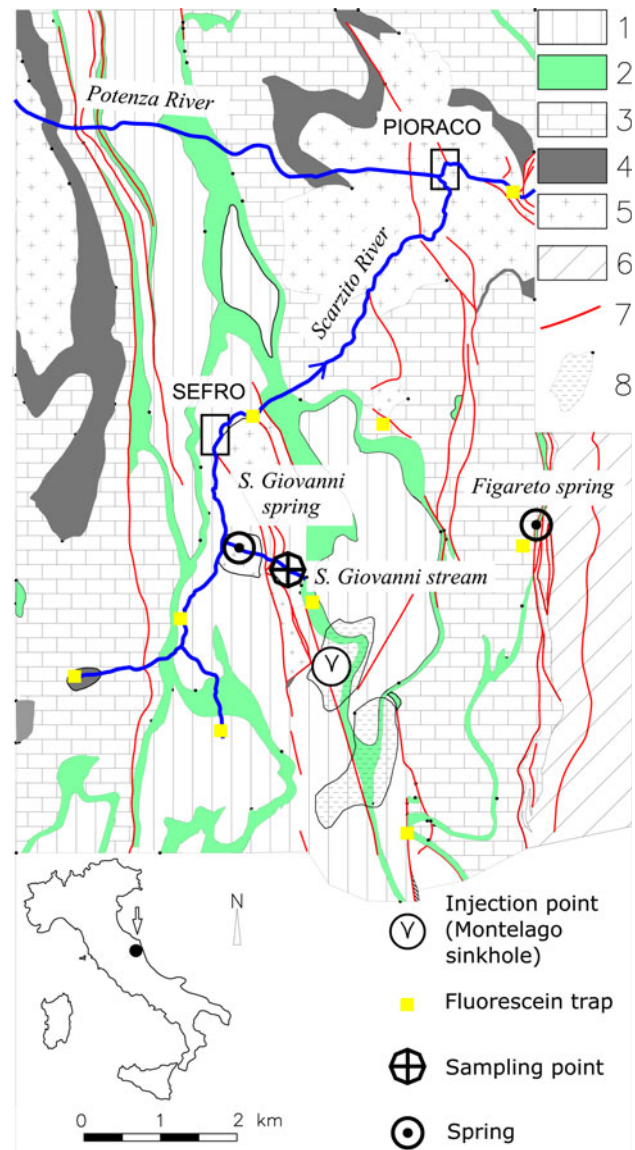 1
2
3
4
5
6
7
8
Potenza River
PIORACO
Scarzito River
SEFRO
S. Giovanni
spring
Figareto spring
S. Giovanni stream
N
Injection point
(Montelago
sinkhole)
Fluorescein trap
Sampling point
Spring
0 1 2 km